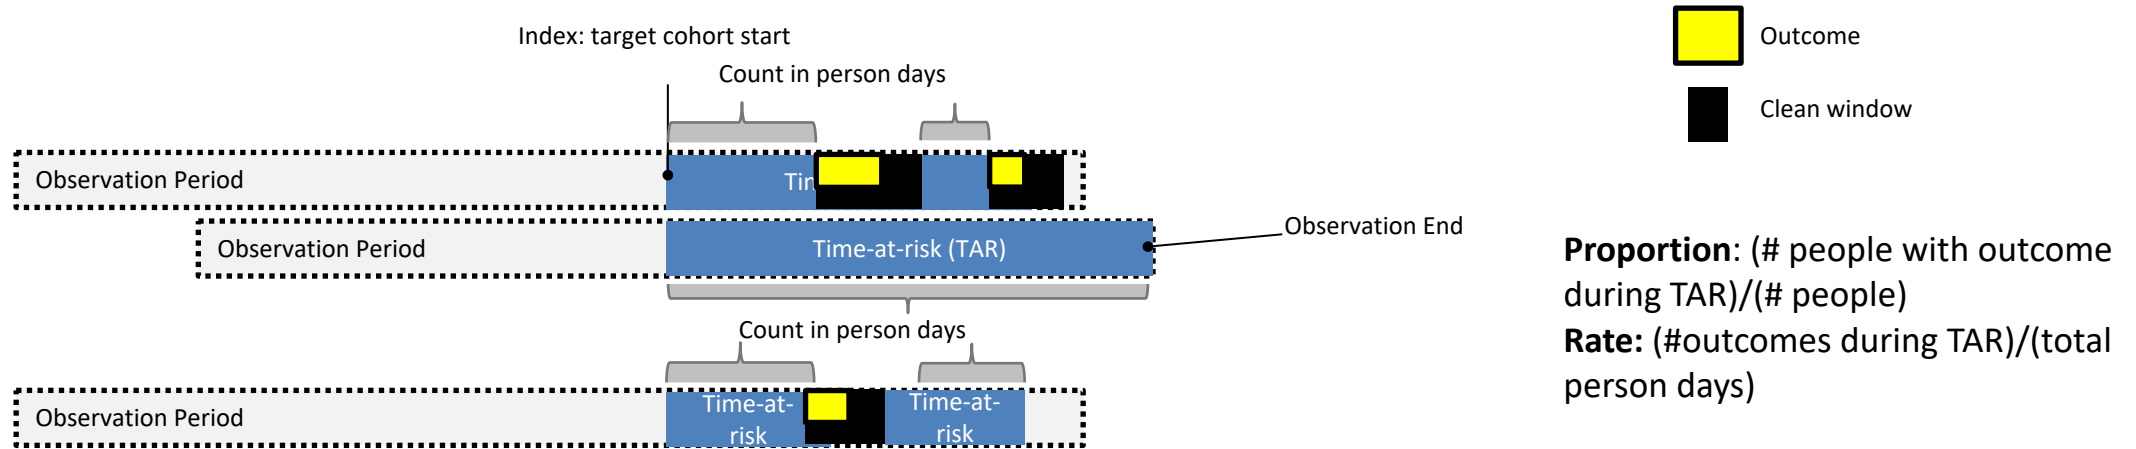 Index: target cohort start
Count in person days
Outcome
Clean window
Observation Period
Observation Period
Time-at-risk (TAR)
Observation End
Proportion: (# people with outcome
during TAR)/(# people)
Rate: (#outcomes during TAR)/(total
person days)
Count in person days
Observation Period
Time-at-
risk
Time-at-
risk